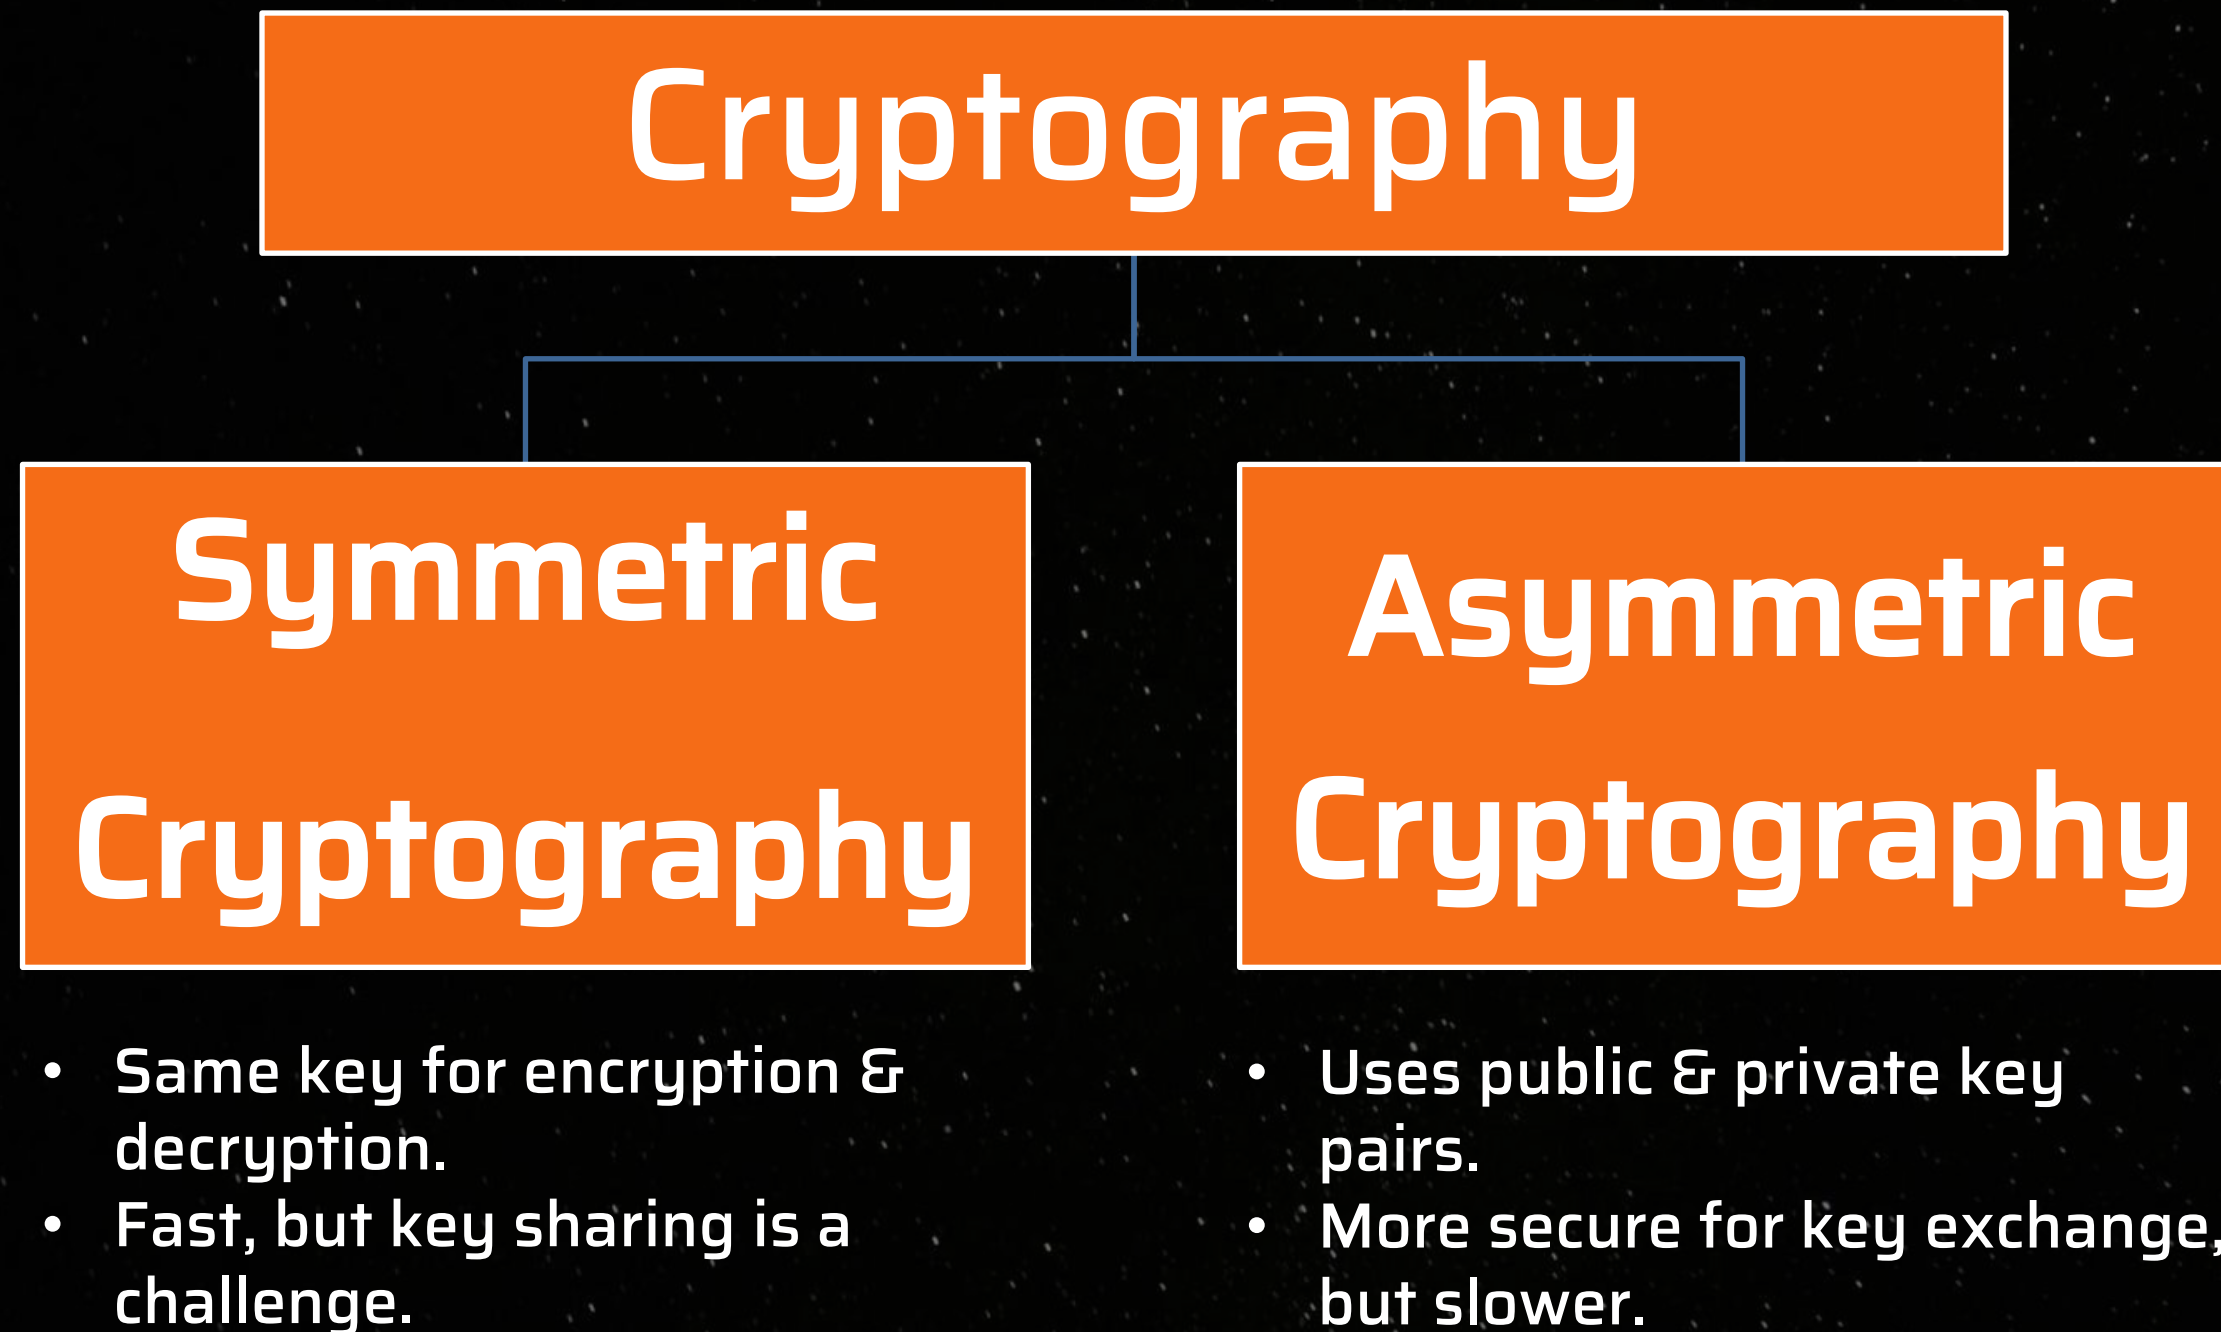 Cryptography
Symmetric
Cryptography
Asymmetric
Cryptography
• Same key for encryption &
decryption.
• Fast, but key sharing is a
challenge.
• Uses public & private key
pairs.
• More secure for key exchange,
but slower.